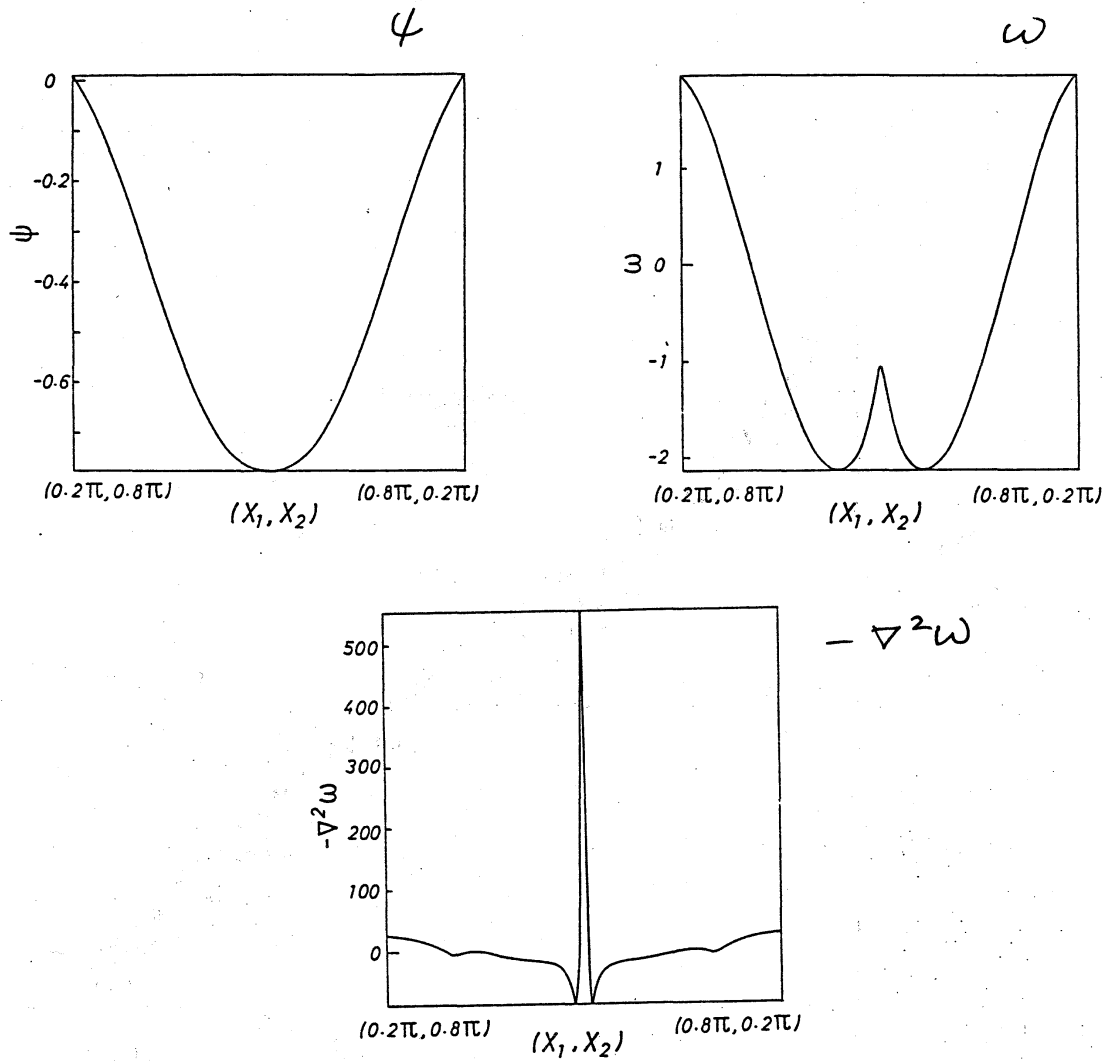 ψ
0
-0.2
-0.4
-0.6
ψ
(0.2π, 0.8π)
(0.8π, 0.2π)
(X₁, X₂)
ω
1
0
-1
-2
ω
(0.2π, 0.8π)
(0.8π, 0.2π)
(X₁, X₂)
- ∇²ω
500
400
300
200
100
0
-∇²ω
(0.2π, 0.8π)
(0.8π, 0.2π)
(X₁, X₂)